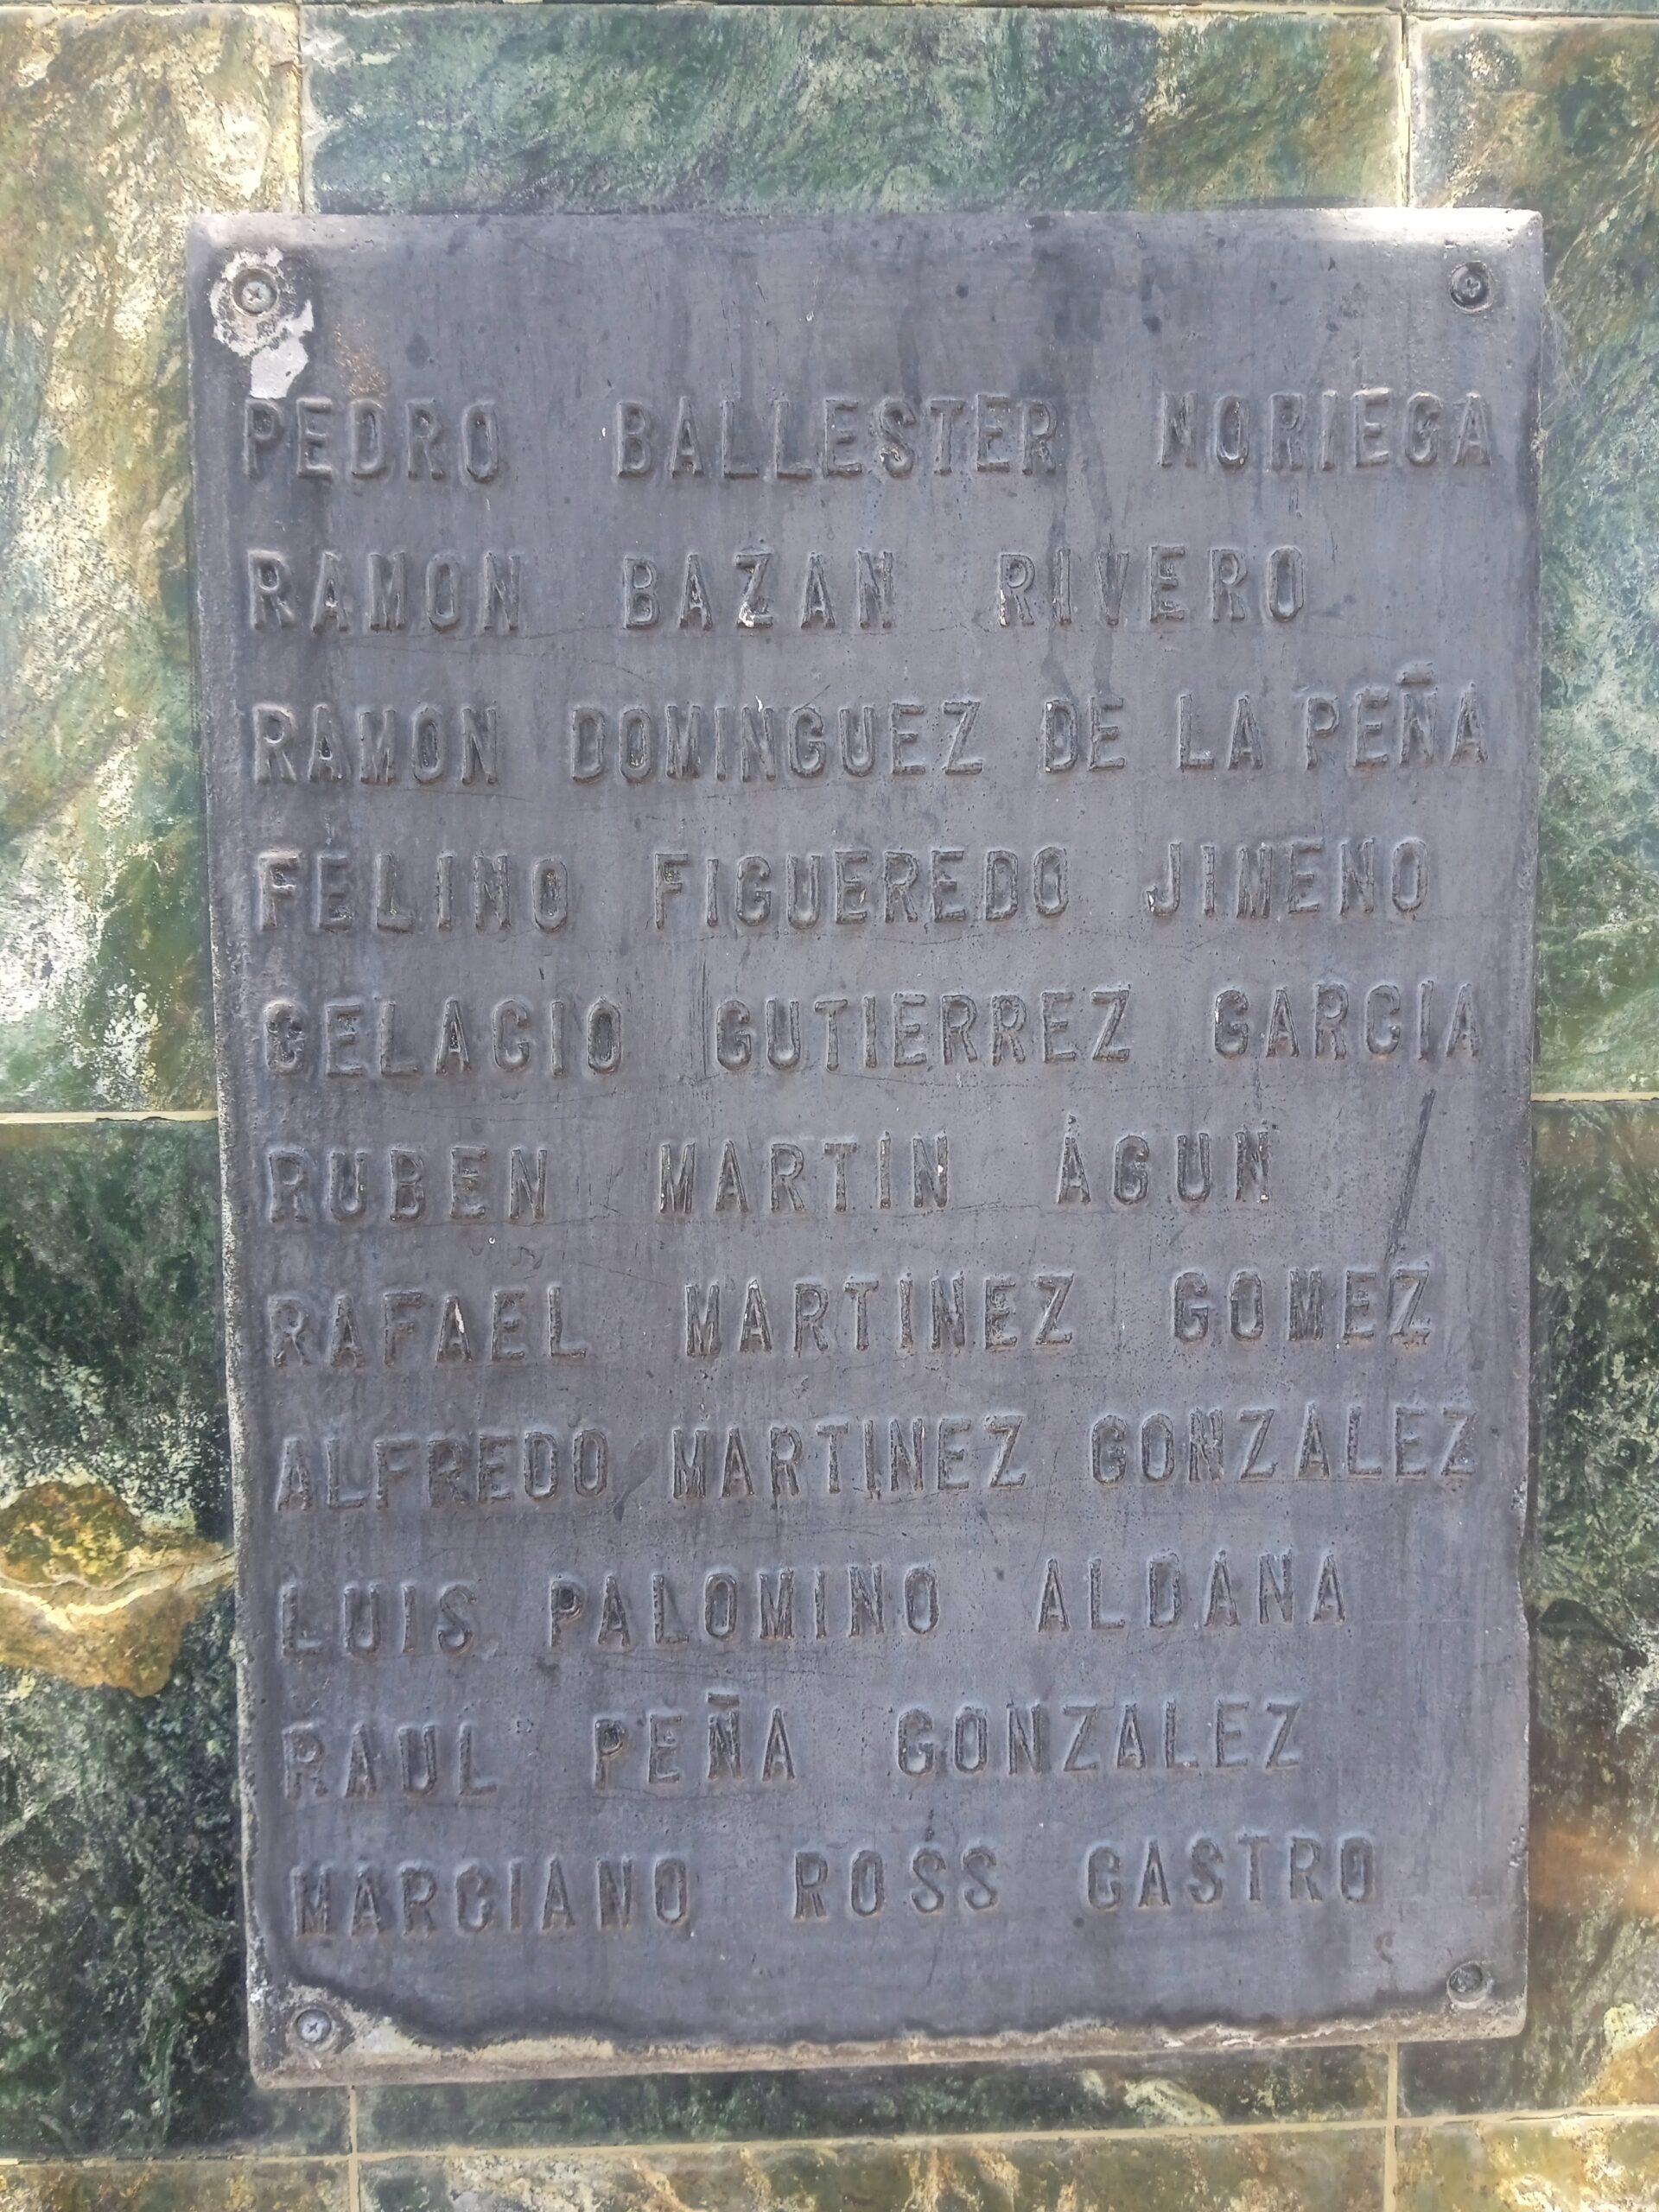 PEDRO BALLESTER NORIEGA
RAMON BAZAN RIVERO
RAMON DOMINGUEZ DE LA PEÑA
FELINO FIGUEREDO JIMENO
GELACIO GUTIERREZ GARCIA
RUBEN MARTIN AGUN
RAFAEL MARTINEZ GOMEZ
ALFREDO MARTINEZ GONZALEZ
LUIS PALOMINO ALDANA
RAUL PEÑA GONZALEZ
MARCIANO ROSS CASTRO